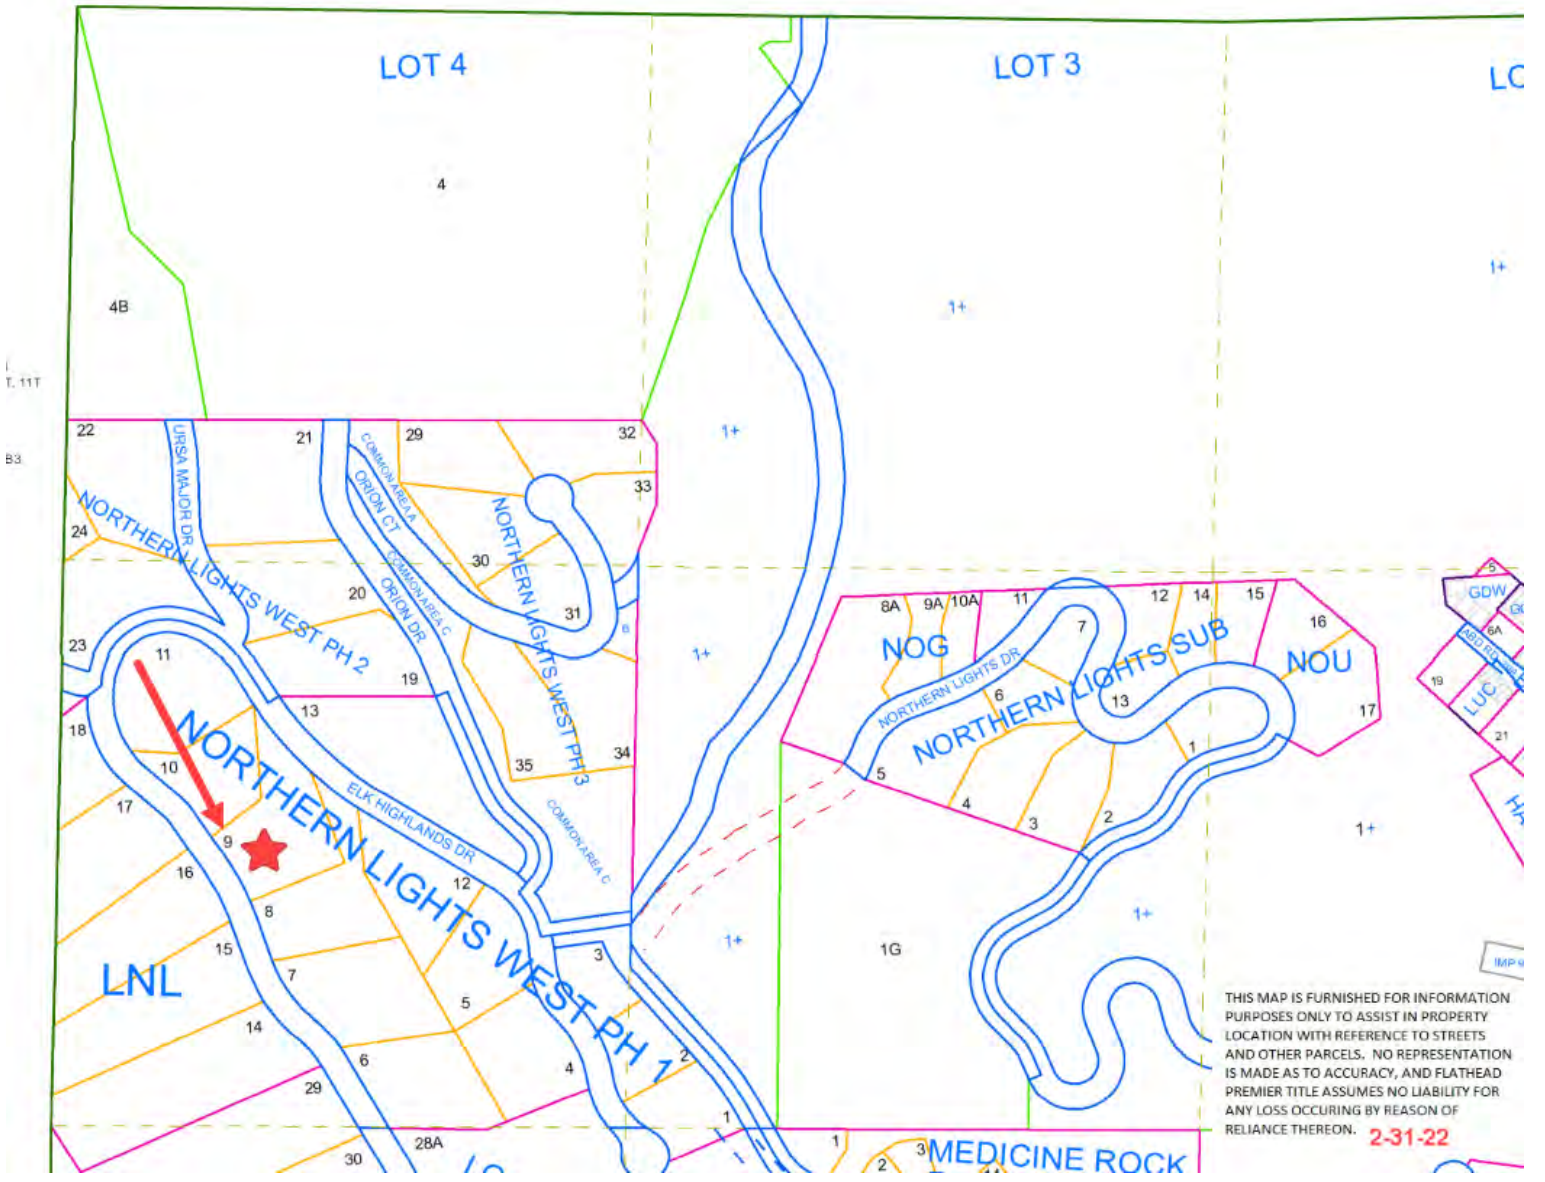 LOT 4
LOT 3
LO
4
4B
1+
1+
T. 11T
B3
22
URSA MAJOR DR
21
COMMON AREA A
29
32
1+
ORION CT
33
24
NORTHERN LIGHTS WEST PH 2
NORTHERN LIGHTS WEST PH 3
30
COMMON AREA C
ORION DR
20
31
6
23
11
19
1+
8A
9A
10A
11
12
14
15
16
7
NOG
NORTHERN LIGHTS DR
NORTHERN LIGHTS SUB
NOU
6
13
17
5
GDW
6A
19
LUC
21
HA
18
13
NORTHERN LIGHTS WEST PH 1
10
17
35
34
ELK HIGHLANDS DR
COMMON AREA C
5
1
4
3
2
1+
9
16
12
8
15
7
LNL
3
1+
1G
1+
5
14
6
4
2
29
1
28A
30
1
2
3
MEDICINE ROCK
THIS MAP IS FURNISHED FOR INFORMATION
PURPOSES ONLY TO ASSIST IN PROPERTY
LOCATION WITH REFERENCE TO STREETS
AND OTHER PARCELS. NO REPRESENTATION
IS MADE AS TO ACCURACY, AND FLATHEAD
PREMIER TITLE ASSUMES NO LIABILITY FOR
ANY LOSS OCCURING BY REASON OF
RELIANCE THEREON. 2-31-22